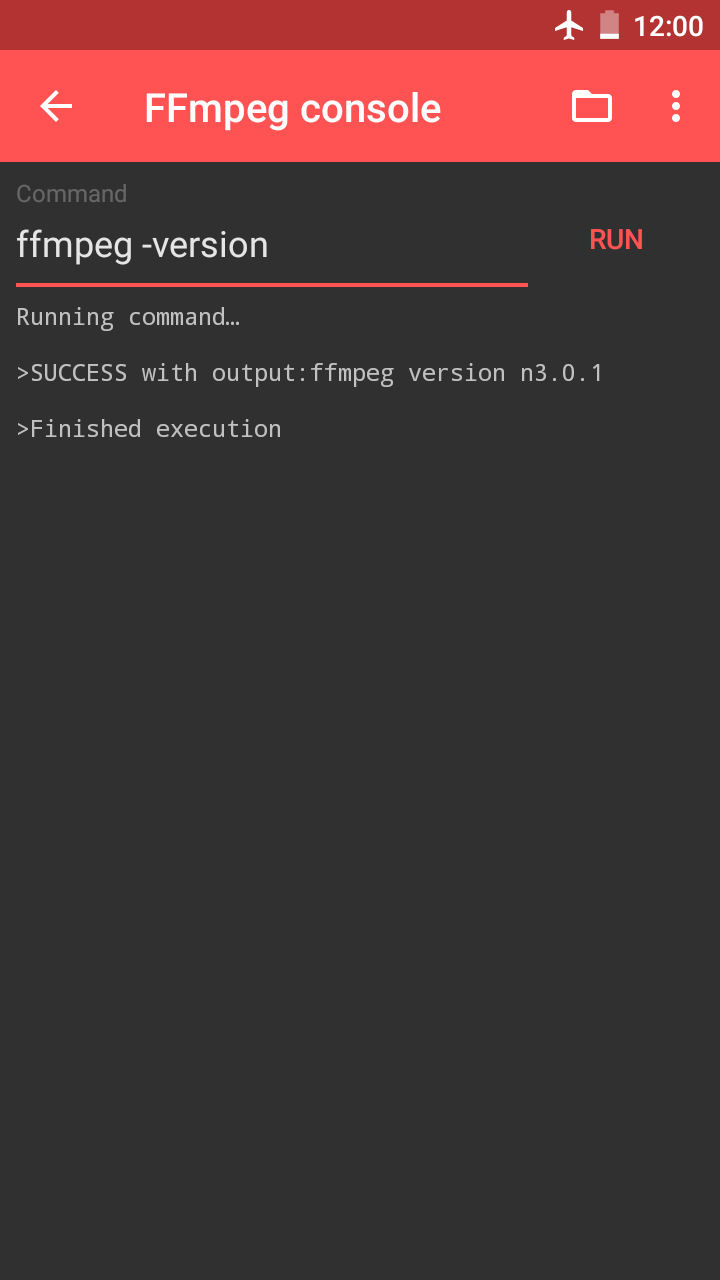 12:00
FFmpeg console
Command
ffmpeg -version
RUN
Running command…
>SUCCESS with output:ffmpeg version n3.0.1
>Finished execution